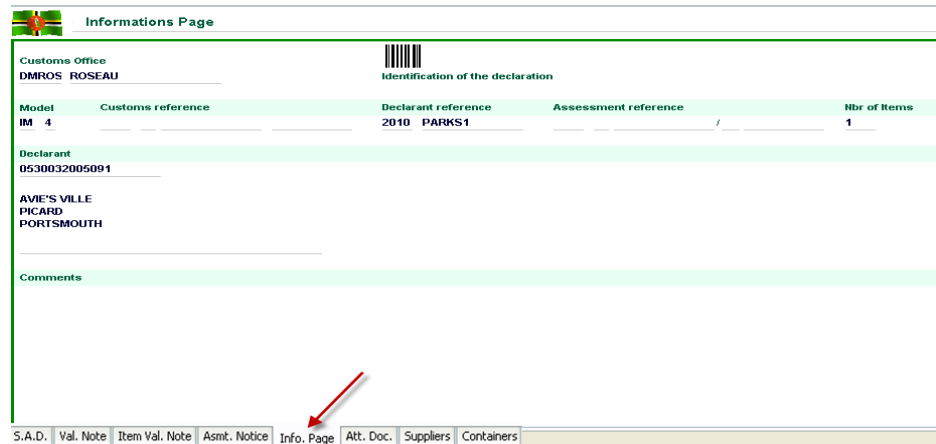 Informations Page
Customs Office
DMROS ROSEAU
Identification of the declaration
Model Customs reference Declarant reference Assessment reference Nbr of Items
IM 4 2010 PARKS1 / 1
Declarant
0530032005091
AVIE'S VILLE
PICARD
PORTSMOUTH
Comments
S.A.D. Val. Note Item Val. Note Asmt. Notice Info. Page Att. Doc. Suppliers Containers